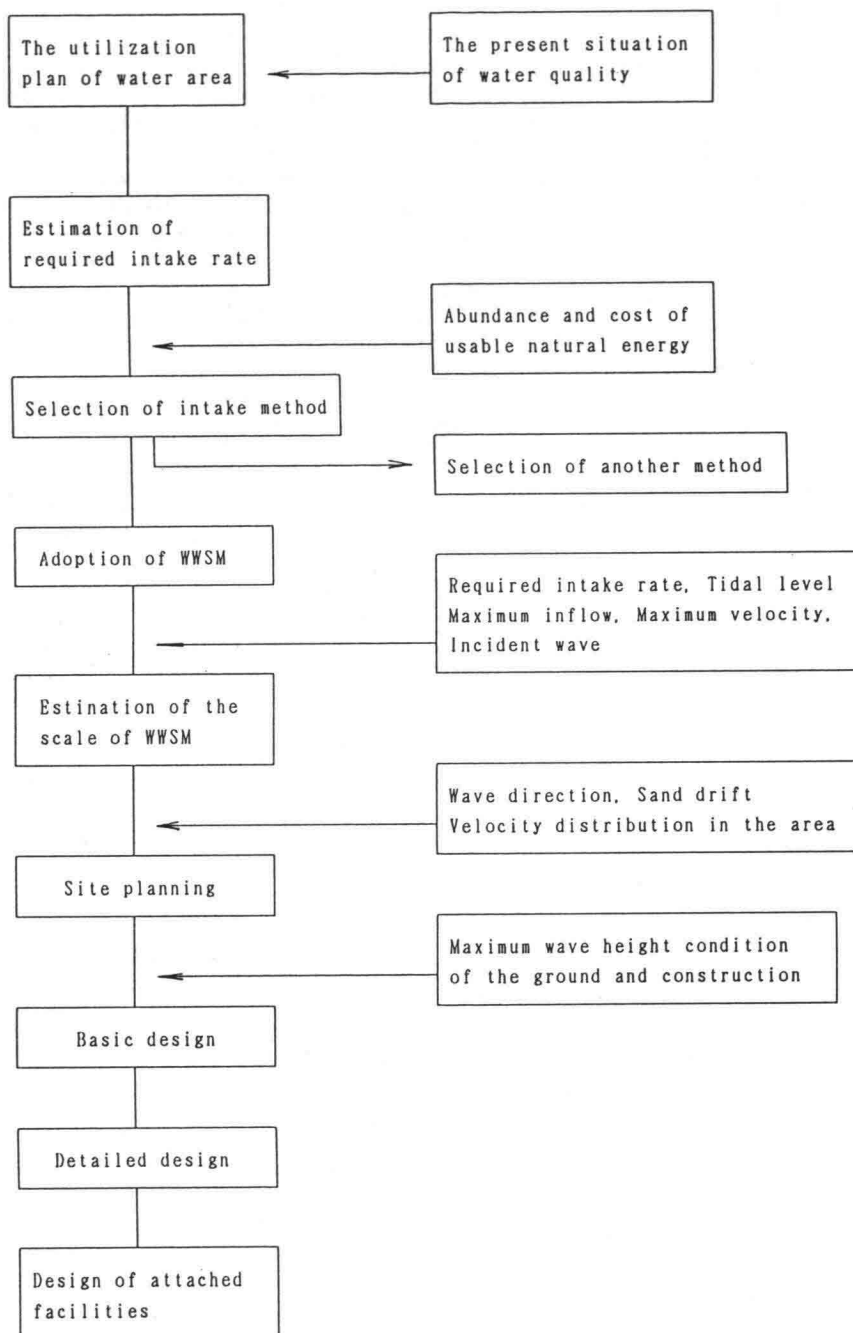 The utilization
plan of water area
The present situation
of water quality
Estimation of
required intake rate
Abundance and cost of
usable natural energy
Selection of intake method
Selection of another method
Adoption of WWSM
Required intake rate, Tidal level
Maximum inflow, Maximum velocity,
Incident wave
Estination of the
scale of WWSM
Wave direction, Sand drift
Velocity distribution in the area
Site planning
Maximum wave height condition
of the ground and construction
Basic design
Detailed design
Design of attached
facilities